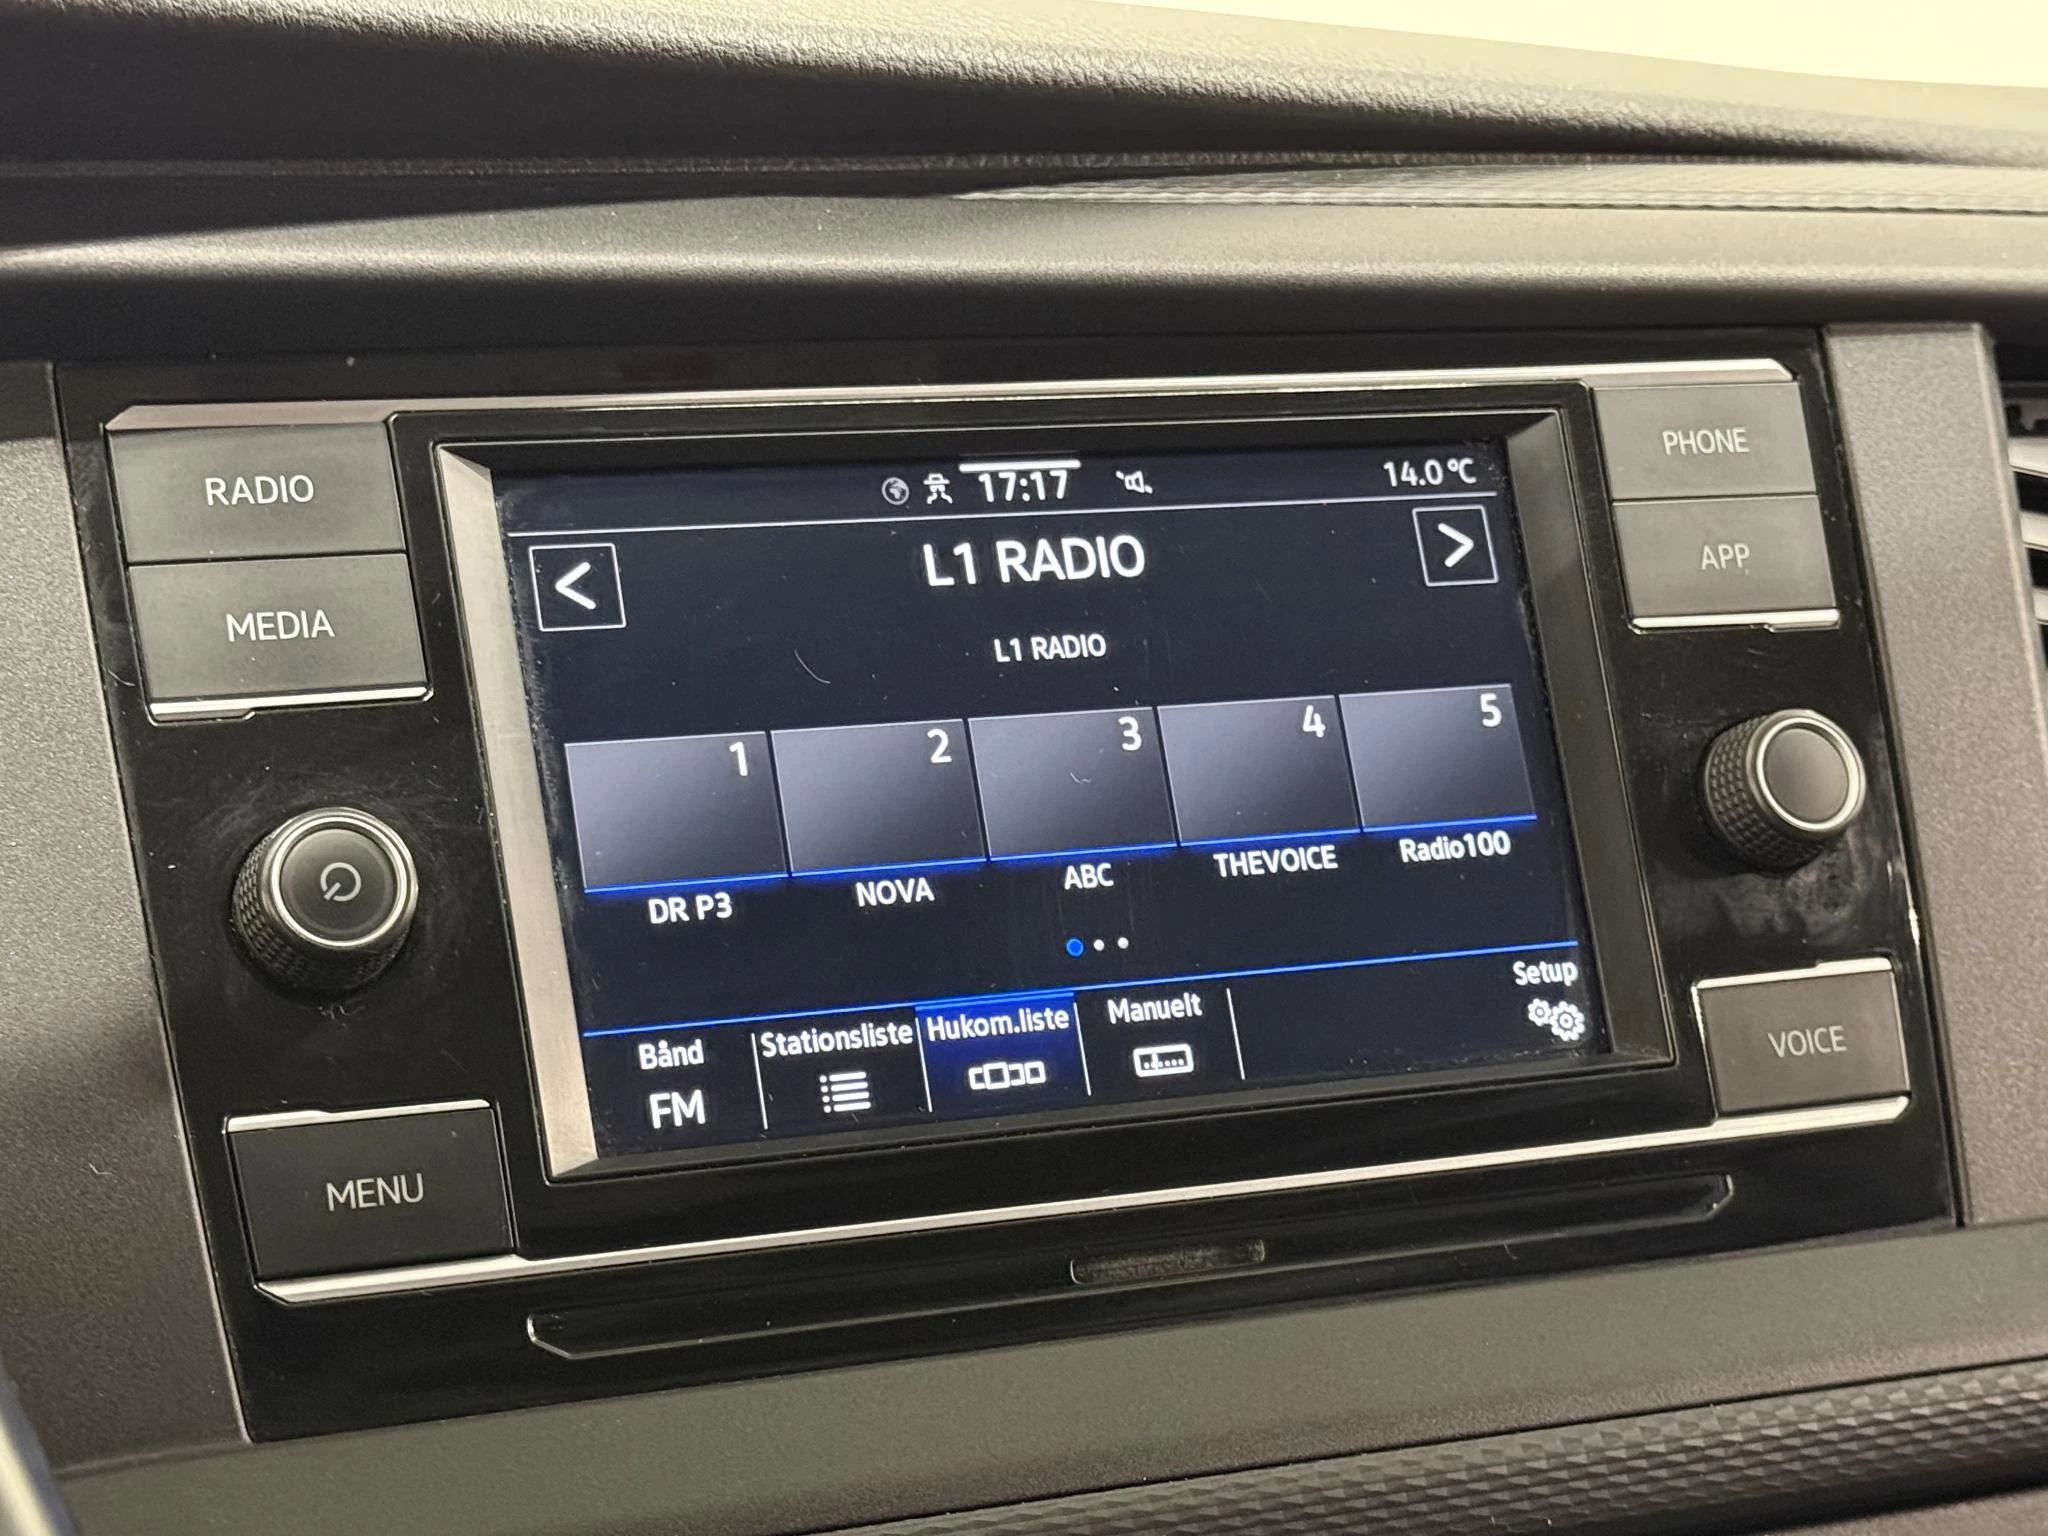 RADIO
MEDIA
MENU
17:17
14.0°C
L1 RADIO
L1 RADIO
1
2
3
4
5
DR P3
NOVA
ABC
THEVOICE
Radio100
Bånd
FM
Stationsliste
Hukom.liste
Manuelt
Setup
PHONE
APP
VOICE